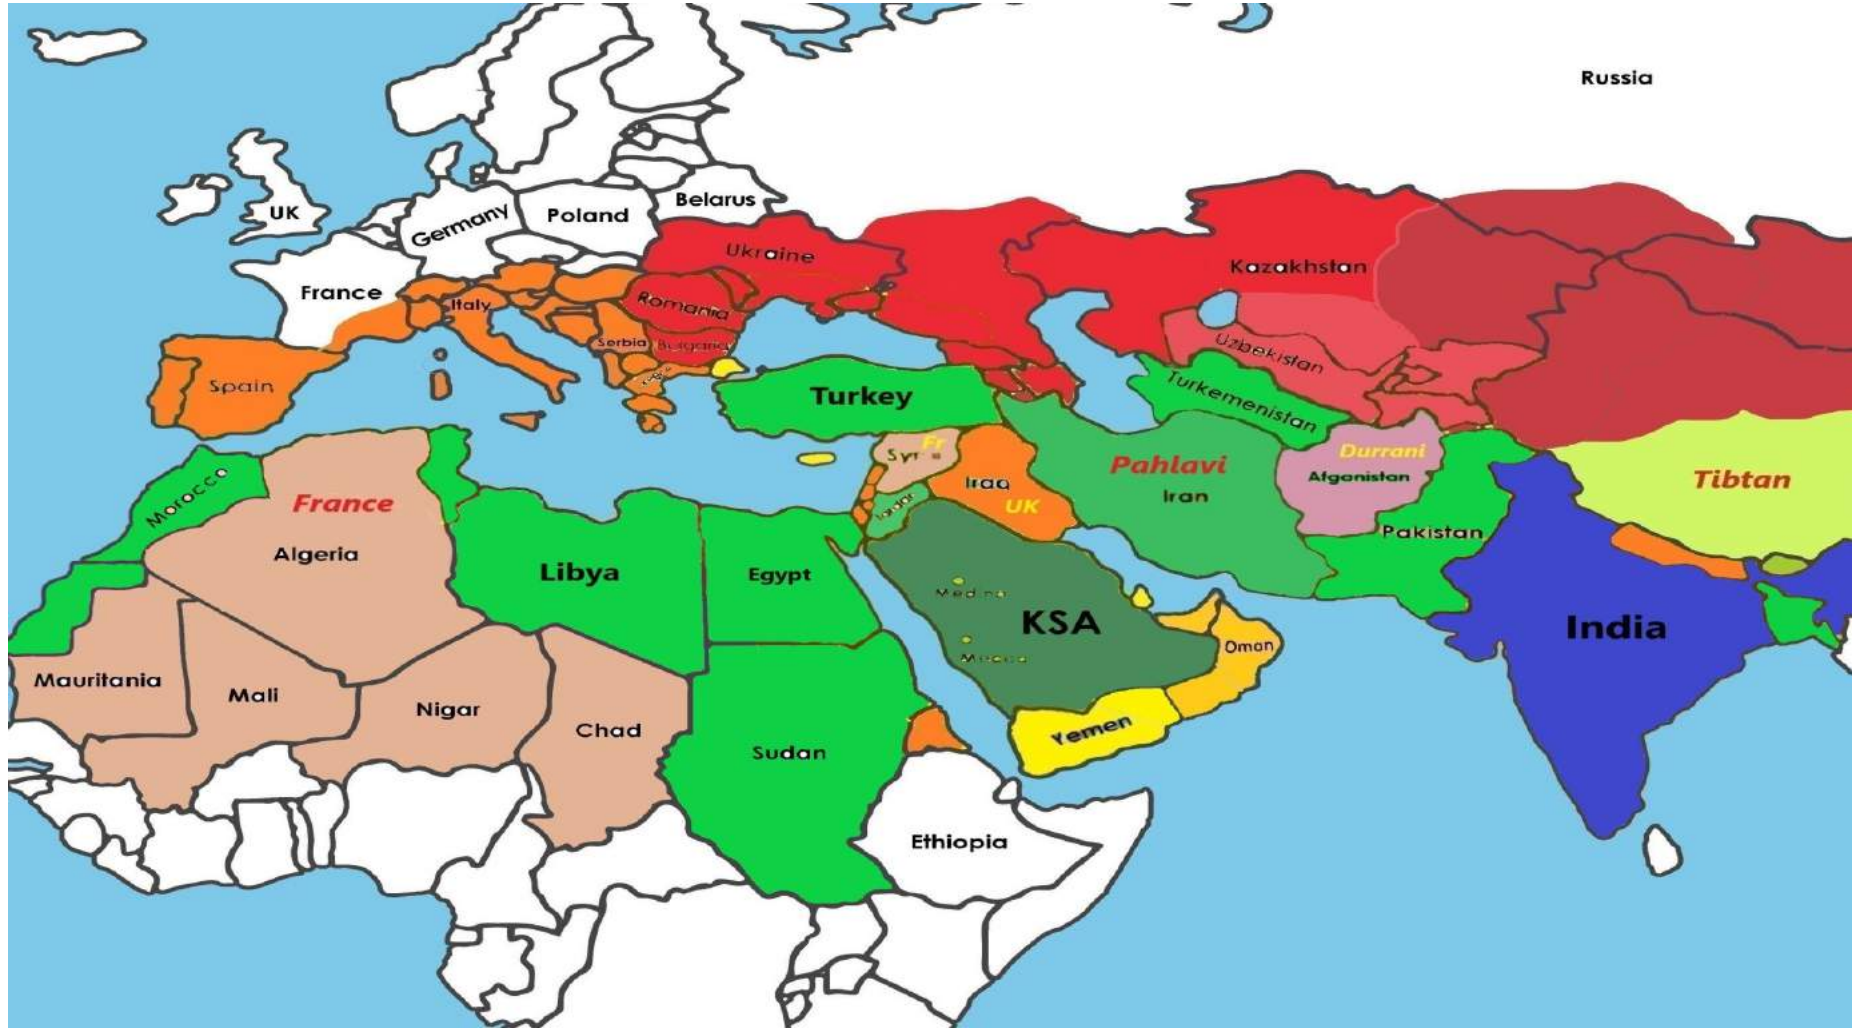 Russia
Belarus
UK
Germany
Poland
Ukraine
Kazakhstan
France
Italy
Romania
Serbia
Bulgaria
Uzbekistan
Spain
Turkey
Turkemenistan
Morocco
Fr
Durrani
Pahlavi
Afganistan
Iraq
Iran
Tibtan
France
UK
Pakistan
Algeria
Libya
Egypt
KSA
India
Oman
Mauritania
Mali
Nigar
Chad
Yemen
Sudan
Ethiopia